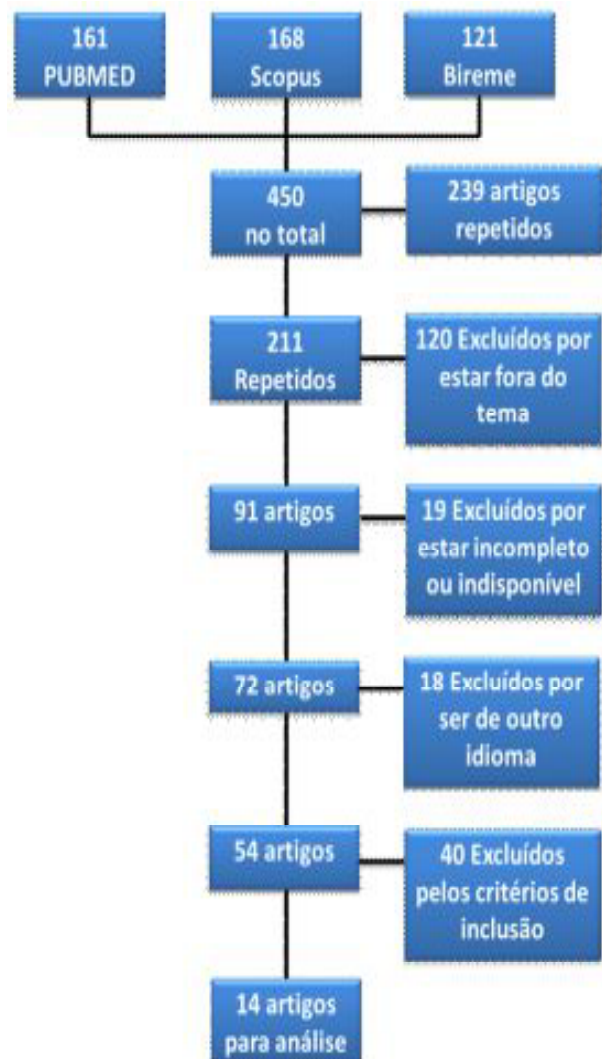 161
PUBMED
168
Scopus
121
Bireme
450
no total
239 artigos
repetidos
211
Repetidos
120 Excluídos por
estar fora do
tema
91 artigos
19 Excluídos por
estar incompleto
ou indisponível
72 artigos
18 Excluídos por
ser de outro
idioma
54 artigos
40 Excluídos
pelos critérios de
inclusão
14 artigos
para análise